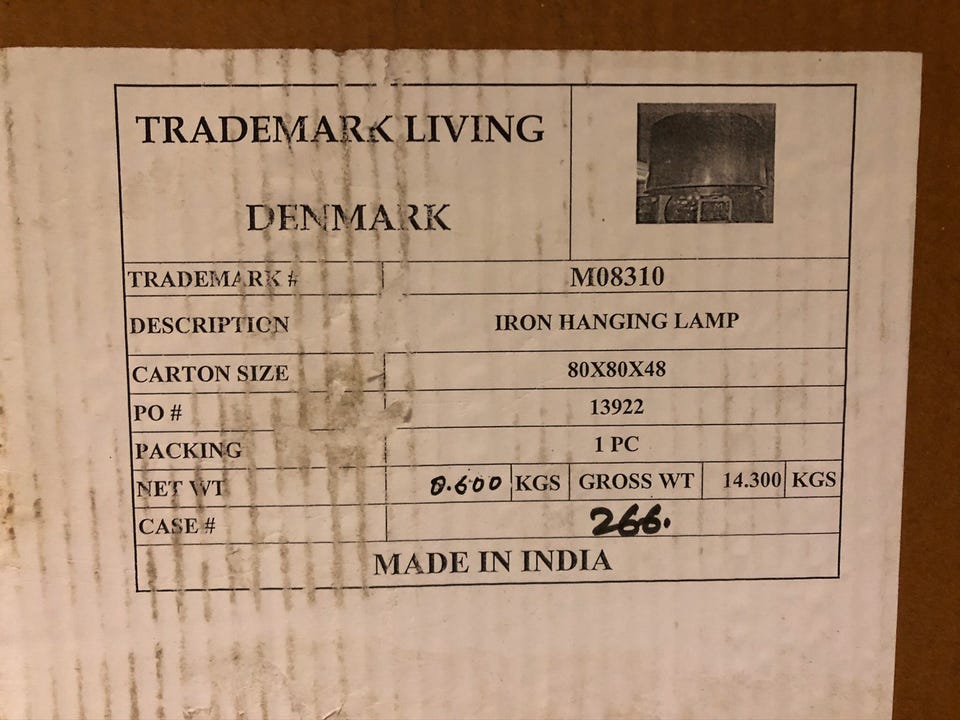 TRADEMARK LIVING
DENMARK
TRADEMARK # M08310
DESCRIPTION IRON HANGING LAMP
CARTON SIZE 80X80X48
PO # 13922
PACKING 1 PC
NET WT 8.600 KGS GROSS WT 14.300 KGS
CASE # 266.
MADE IN INDIA